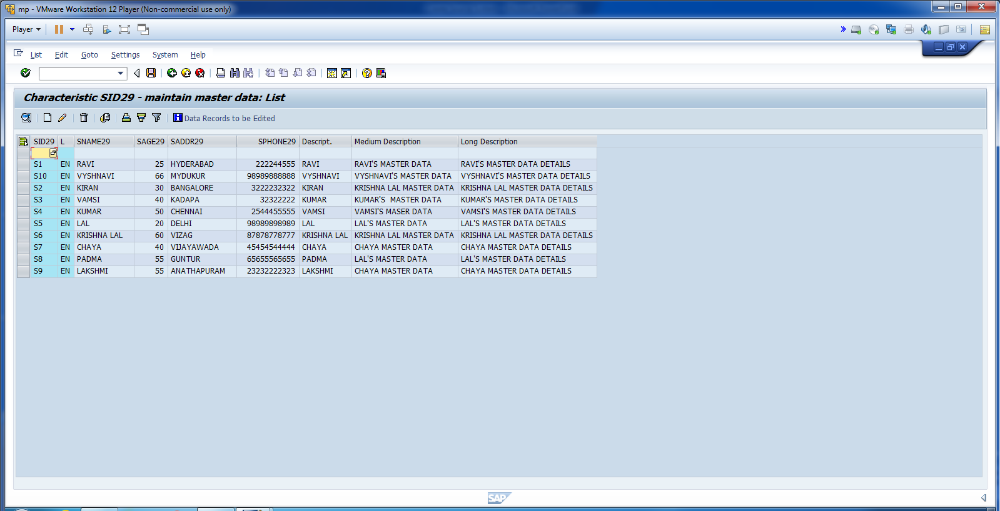 mp - VMware Workstation 12 Player (Non-commercial use only)
Player
List Edit Goto Settings System Help
Characteristic SID29 - maintain master data: List
Data Records to be Edited
SID29 L SNAME29 SAGE29 SADDR29 SPHONE29 Descript. Medium Description Long Description
S1 EN RAVI 25 HYDERABAD 222244555 RAVI RAVI'S MASTER DATA RAVI'S MASTER DATA DETAILS
S10 EN VYSHNAVI 66 MYDUKUR 98989888888 VYSHNAVI VYSHNAVI'S MASTER DATA VYSHNAVI'S MASTER DATA DETAILS
S2 EN KIRAN 30 BANGALORE 3222232322 KIRAN KRISHNA LAL MASTER DATA KRISHNA LAL MASTER DATA DETAILS
S3 EN VAMSI 40 KADAPA 32322222 KUMAR KUMAR'S  MASTER DATA KUMAR'S MASTER DATA DETAILS
S4 EN KUMAR 50 CHENNAI 2544455555 VAMSI VAMSI'S MASER DATA VAMSI'S MASTER DATA DETAILS
S5 EN LAL 20 DELHI 98989898989 LAL LAL'S MASTER DATA LAL'S MASTER DATA DETAILS
S6 EN KRISHNA LAL 60 VIZAG 87878778777 KRISHNA LAL KRISHNA LAL MASTER DATA KRISHNA LAL MASTER DATA DETAILS
S7 EN CHAYA 40 VIJAYAWADA 45454544444 CHAYA CHAYA MASTER DATA CHAYA MASTER DATA DETAILS
S8 EN PADMA 55 GUNTUR 65655565655 PADMA LAL'S MASTER DATA LAL'S MASTER DATA DETAILS
S9 EN LAKSHMI 55 ANATHAPURAM 23232222323 LAKSHMI CHAYA MASTER DATA CHAYA MASTER DATA DETAILS
SAP